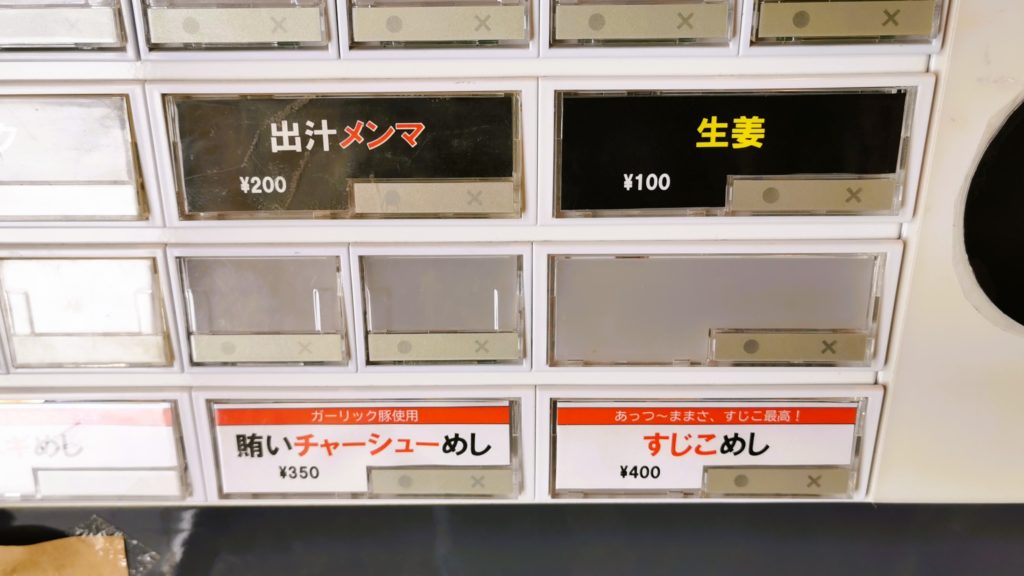 出汁メンマ
¥200
生姜
¥100
ガーリック豚使用
賄いチャーシューめし
¥350
あっつ～ままさ、すじこ最高！
すじこめし
¥400